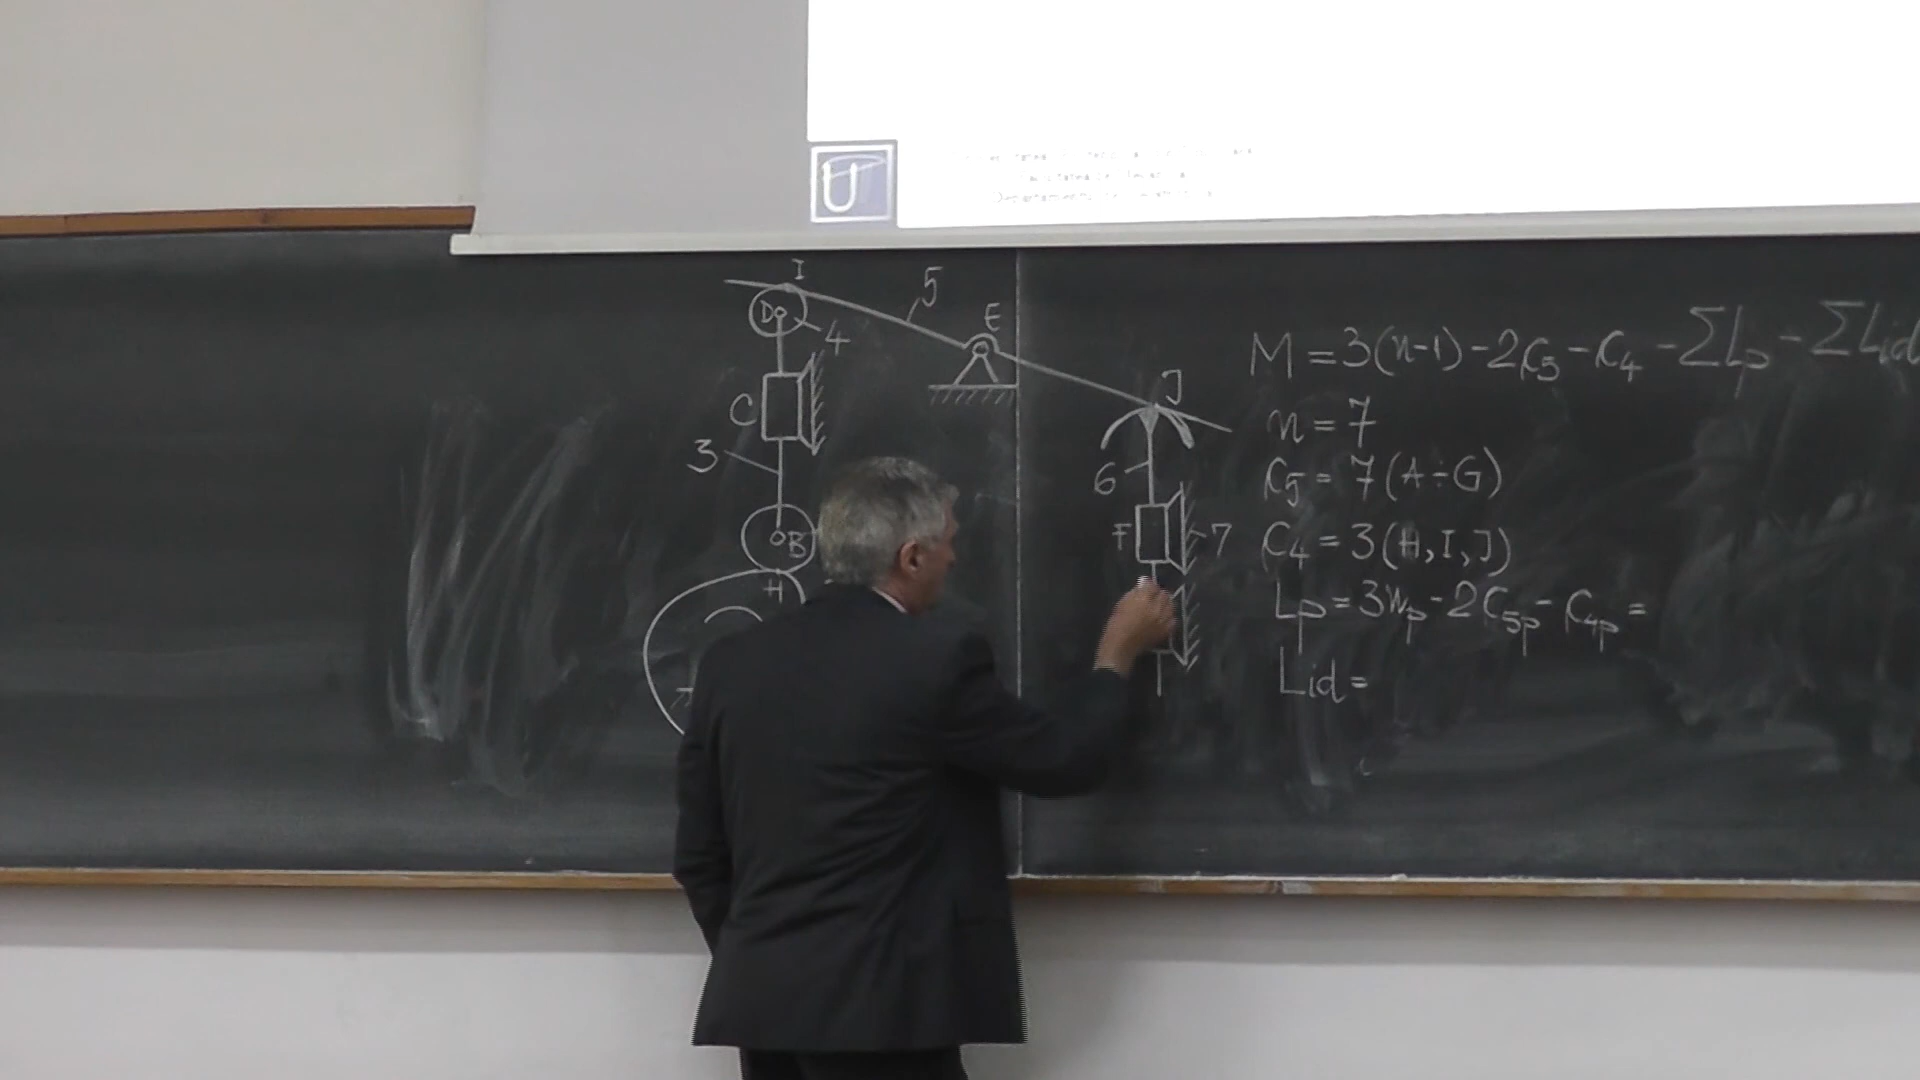 I
5
D
4
E
C
J
3
6
B
F
7
H
M = 3(n-1) - 2C₅ - C₄ - ΣLp - ΣLid
n = 7
C₅ = 7 (A÷G)
C₄ = 3 (H, I, J)
Lp = 3np - 2C₅p - C₄p =
Lid =